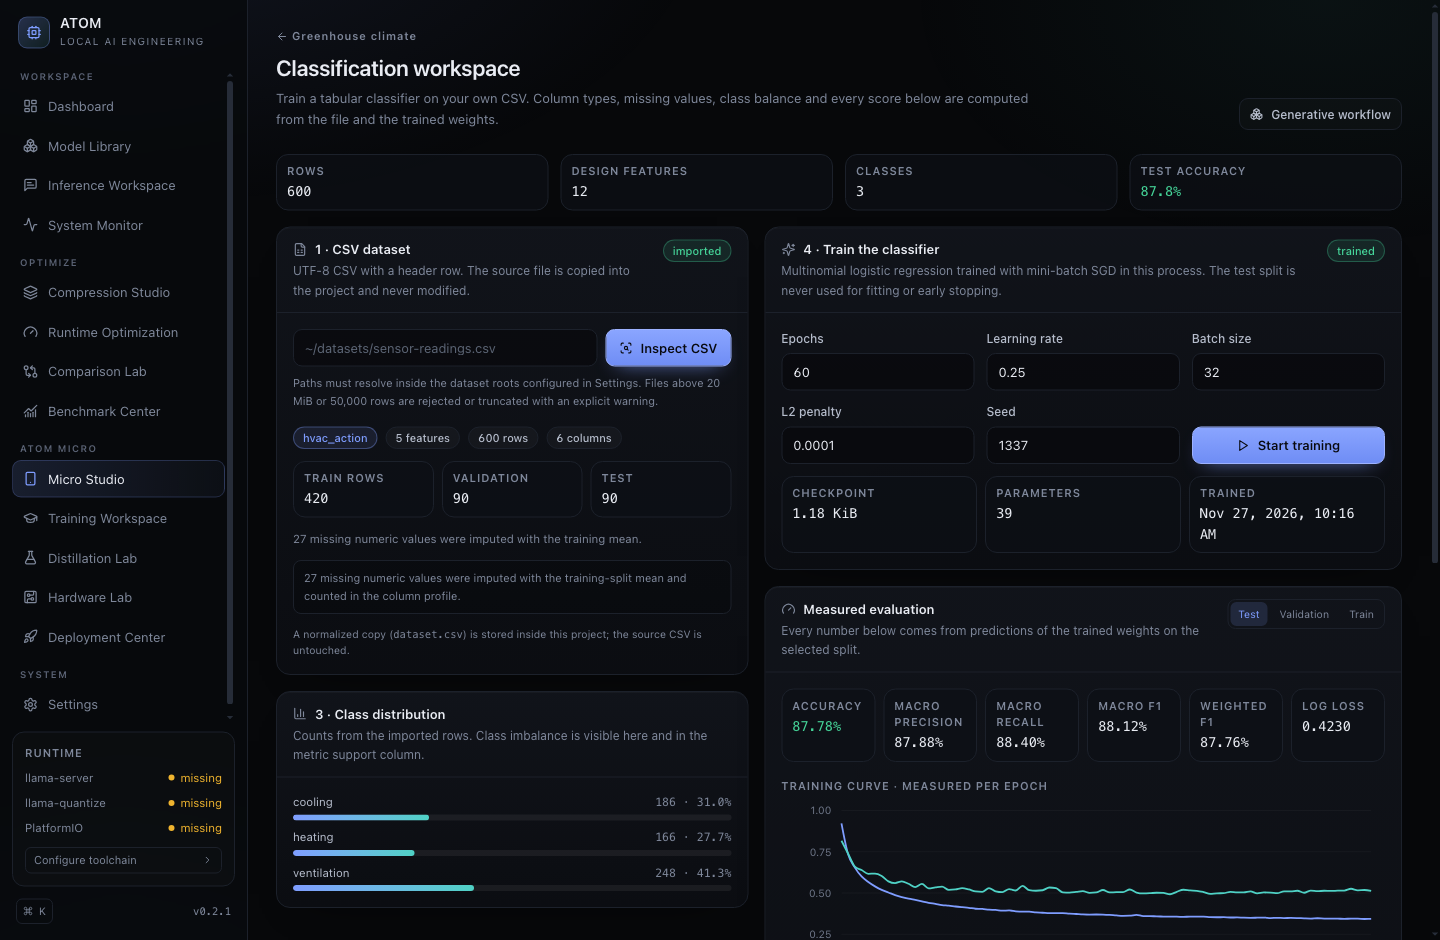 ATOM
LOCAL AI ENGINEERING
WORKSPACE
Dashboard
Model Library
Inference Workspace
System Monitor
OPTIMIZE
Compression Studio
Runtime Optimization
Comparison Lab
Benchmark Center
ATOM MICRO
Micro Studio
Training Workspace
Distillation Lab
Hardware Lab
Deployment Center
SYSTEM
Settings
RUNTIME
llama-server missing
llama-quantize missing
PlatformIO missing
Configure toolchain
⌘ K v0.2.1
← Greenhouse climate
Classification workspace
Train a tabular classifier on your own CSV. Column types, missing values, class balance and every score below are computed
from the file and the trained weights.
Generative workflow
ROWS
600
DESIGN FEATURES
12
CLASSES
3
TEST ACCURACY
87.8%
1 · CSV dataset
imported
UTF-8 CSV with a header row. The source file is copied into
the project and never modified.
~/datasets/sensor-readings.csv
Inspect CSV
Paths must resolve inside the dataset roots configured in Settings. Files above 20
MiB or 50,000 rows are rejected or truncated with an explicit warning.
hvac_action 5 features 600 rows 6 columns
TRAIN ROWS
420
VALIDATION
90
TEST
90
27 missing numeric values were imputed with the training mean.
27 missing numeric values were imputed with the training-split mean and
counted in the column profile.
A normalized copy (dataset.csv) is stored inside this project; the source CSV is
untouched.
3 · Class distribution
Counts from the imported rows. Class imbalance is visible here and in the
metric support column.
cooling 186 · 31.0%
heating 166 · 27.7%
ventilation 248 · 41.3%
4 · Train the classifier
trained
Multinomial logistic regression trained with mini-batch SGD in this process. The test split is
never used for fitting or early stopping.
Epochs
60
Learning rate
0.25
Batch size
32
L2 penalty
0.0001
Seed
1337
Start training
CHECKPOINT
1.18 KiB
PARAMETERS
39
TRAINED
Nov 27, 2026, 10:16
AM
Measured evaluation
Test Validation Train
Every number below comes from predictions of the trained weights on the
selected split.
ACCURACY
87.78%
MACRO
PRECISION
87.88%
MACRO
RECALL
88.40%
MACRO F1
88.12%
WEIGHTED
F1
87.76%
LOG LOSS
0.4230
TRAINING CURVE · MEASURED PER EPOCH
1.00
0.75
0.50
0.25